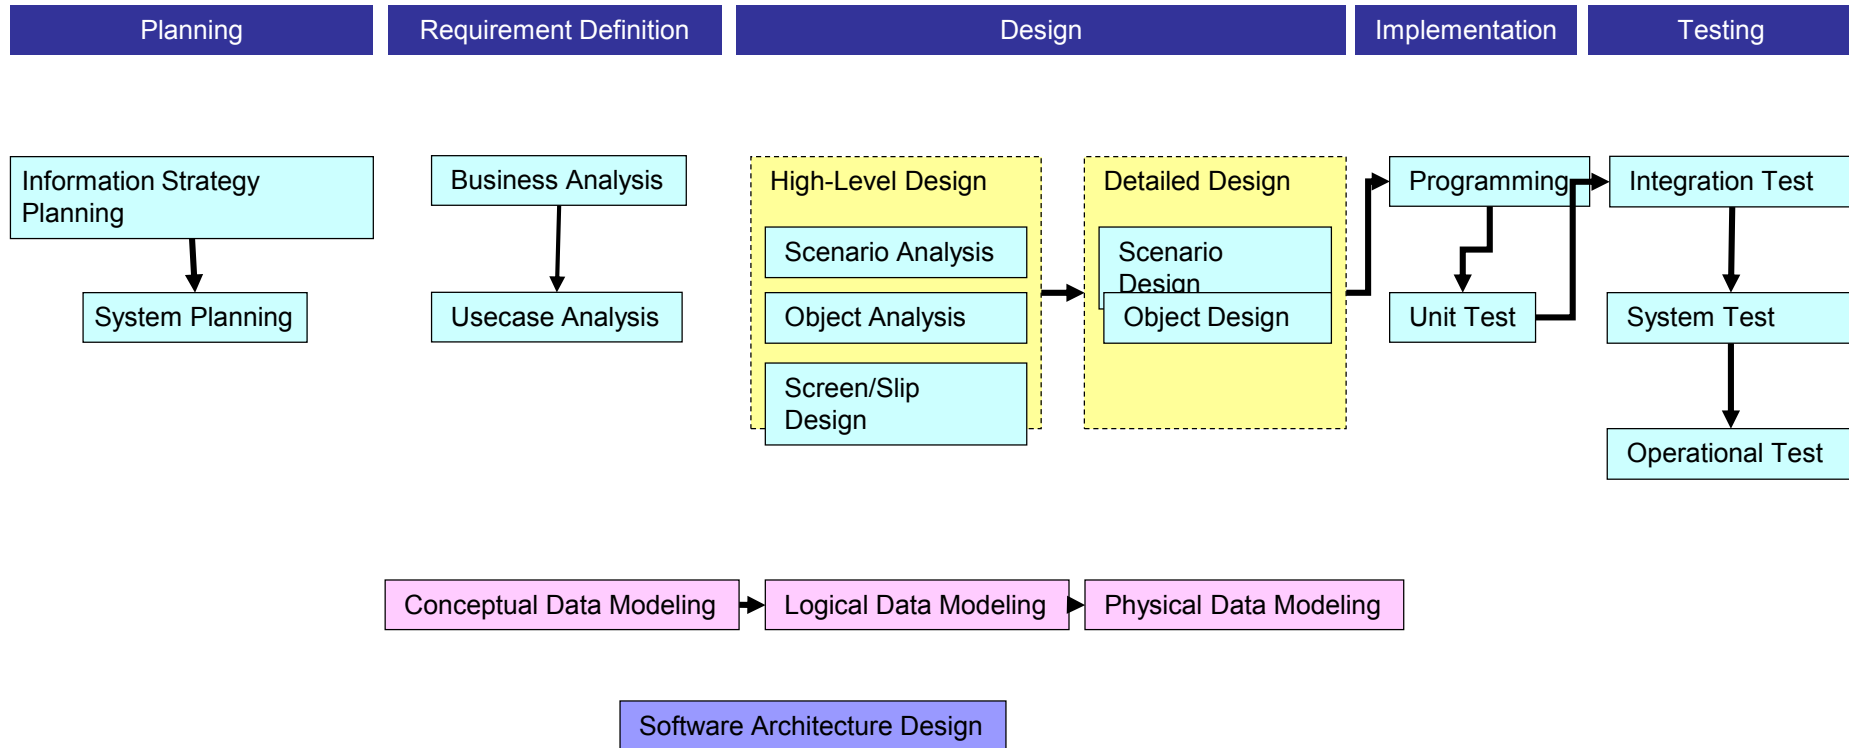 Planning
Requirement Definition
Design
Implementation
Testing
Information Strategy
Planning
System Planning
Business Analysis
Usecase Analysis
High-Level Design
Scenario Analysis
Object Analysis
Screen/Slip
Design
Detailed Design
Scenario
Design
Object Design
Programming
Unit Test
Integration Test
System Test
Operational Test
Conceptual Data Modeling
Logical Data Modeling
Physical Data Modeling
Software Architecture Design